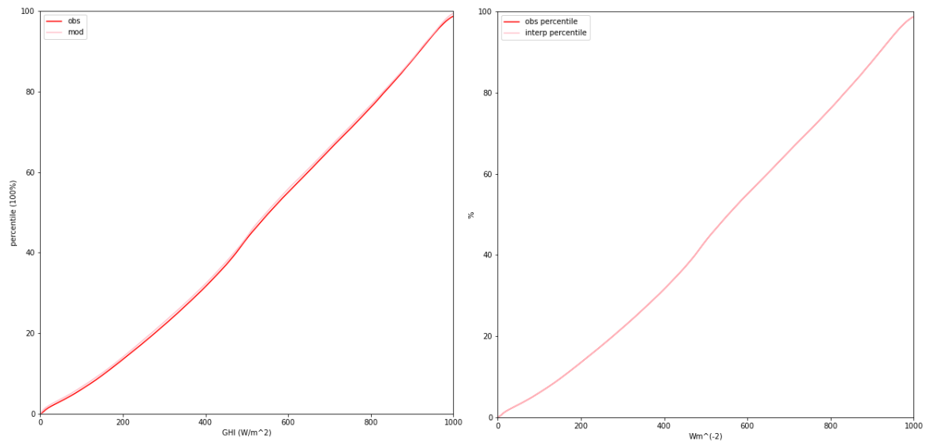 100
80
60
40
20
0
percentile (100%)
obs
mod
0 200 400 600 800 1000
GHI (W/m^2)
100
80
60
40
20
0
%
obs percentile
interp percentile
0 200 400 600 800 1000
Wm^(-2)